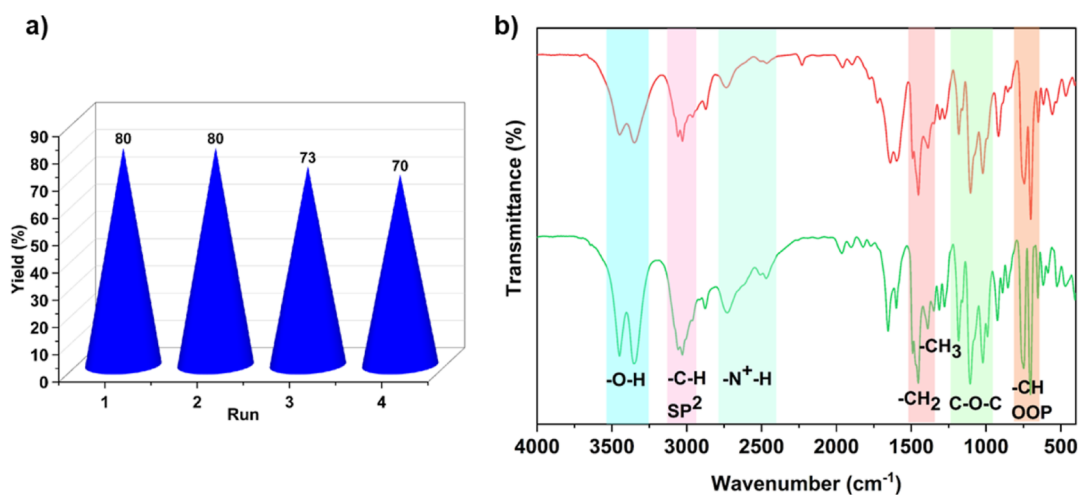 a)
Yield (%)
90
80
70
60
50
40
30
20
10
0
80
80
73
70
1
2
3
4
Run
b)
Transmittance (%)
-O-H
-C-H
SP²
-N⁺-H
-CH₃
-CH₂
C-O-C
-CH
OOP
4000
3500
3000
2500
2000
1500
1000
500
Wavenumber (cm⁻¹)